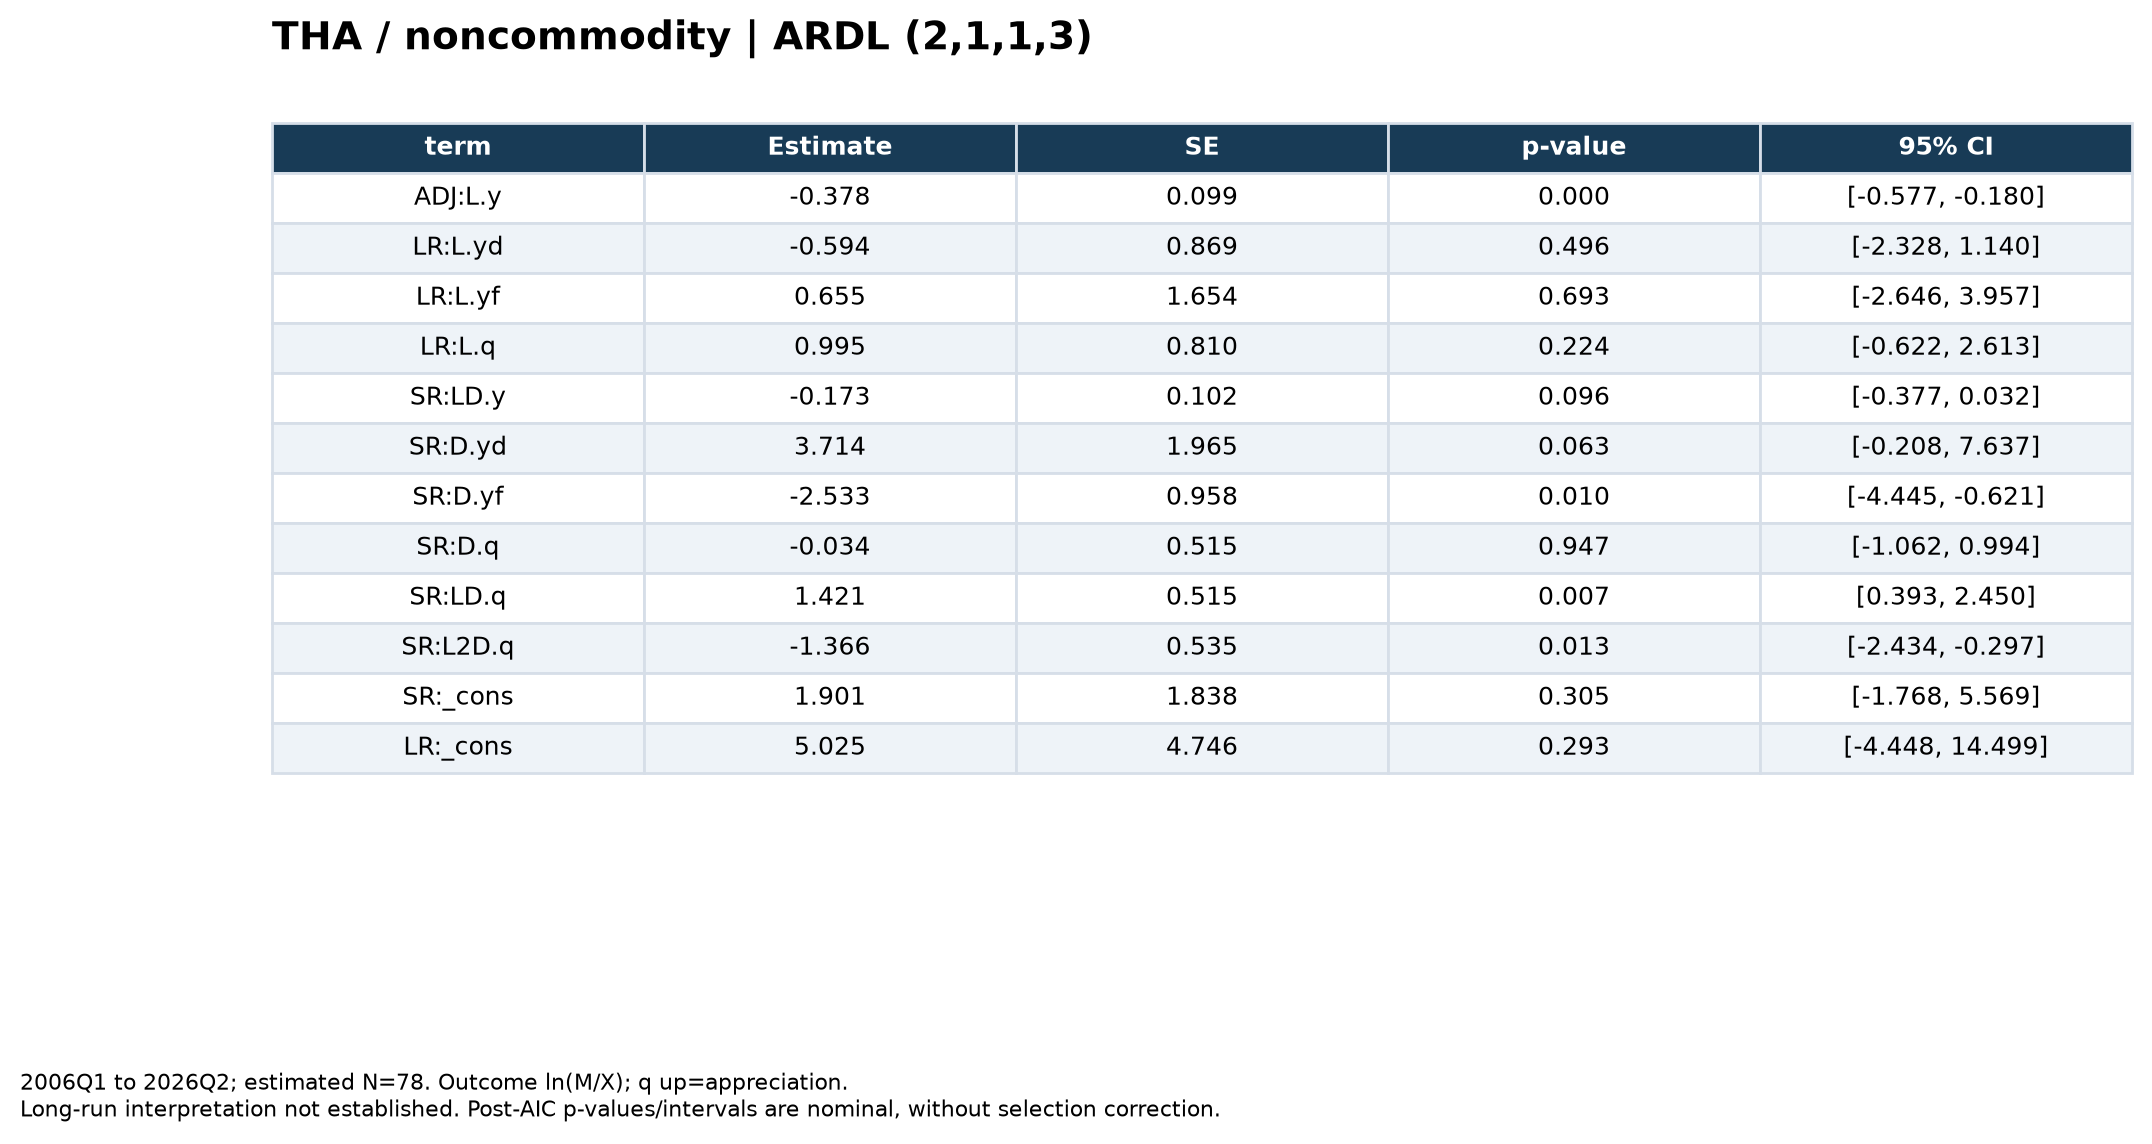 THA / noncommodity | ARDL (2,1,1,3)
term Estimate SE p-value 95% CI
ADJ:L.y -0.378 0.099 0.000 [-0.577, -0.180]
LR:L.yd -0.594 0.869 0.496 [-2.328, 1.140]
LR:L.yf 0.655 1.654 0.693 [-2.646, 3.957]
LR:L.q 0.995 0.810 0.224 [-0.622, 2.613]
SR:LD.y -0.173 0.102 0.096 [-0.377, 0.032]
SR:D.yd 3.714 1.965 0.063 [-0.208, 7.637]
SR:D.yf -2.533 0.958 0.010 [-4.445, -0.621]
SR:D.q -0.034 0.515 0.947 [-1.062, 0.994]
SR:LD.q 1.421 0.515 0.007 [0.393, 2.450]
SR:L2D.q -1.366 0.535 0.013 [-2.434, -0.297]
SR:_cons 1.901 1.838 0.305 [-1.768, 5.569]
LR:_cons 5.025 4.746 0.293 [-4.448, 14.499]
2006Q1 to 2026Q2; estimated N=78. Outcome ln(M/X); q up=appreciation.
Long-run interpretation not established. Post-AIC p-values/intervals are nominal, without selection correction.